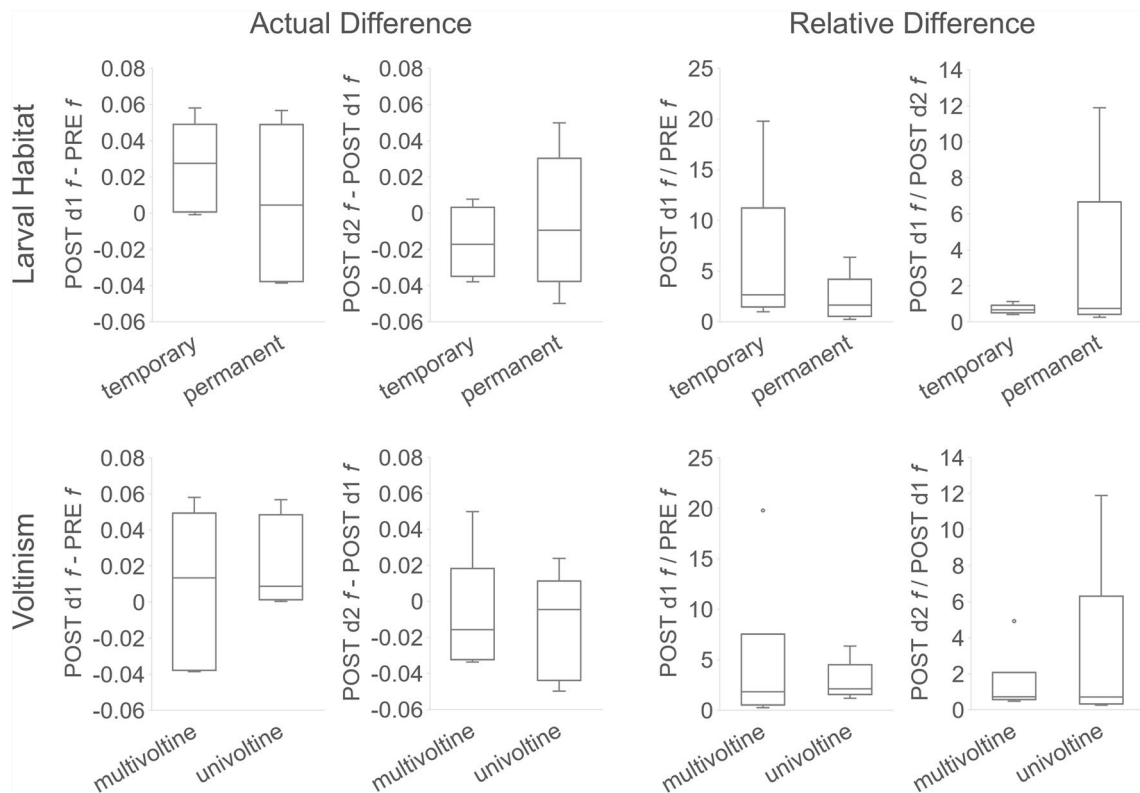 Actual Difference
Relative Difference
Larval Habitat
POST d1 f - PRE f
0.08
0.06
0.04
0.02
0
-0.02
-0.04
-0.06
temporary
permanent
POST d2 f - POST d1 f
0.08
0.06
0.04
0.02
0
-0.02
-0.04
-0.06
temporary
permanent
POST d1 f / PRE f
25
20
15
10
5
0
temporary
permanent
POST d1 f / POST d2 f
14
12
10
8
6
4
2
0
temporary
permanent
Voltinism
POST d1 f - PRE f
0.08
0.06
0.04
0.02
0
-0.02
-0.04
-0.06
multivoltine
univoltine
POST d2 f - POST d1 f
0.08
0.06
0.04
0.02
0
-0.02
-0.04
-0.06
multivoltine
univoltine
POST d1 f / PRE f
25
20
15
10
5
0
multivoltine
univoltine
POST d2 f / POST d1 f
14
12
10
8
6
4
2
0
multivoltine
univoltine